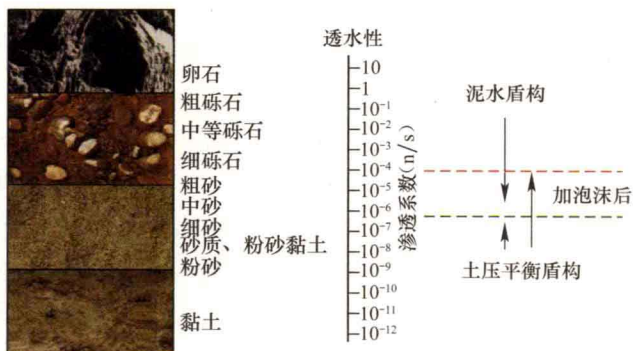 透水性
卵石
粗砾石
中等砾石
细砾石
粗砂
中砂
细砂
砂质、粉砂黏土
粉砂
黏土
10
1
10⁻¹
10⁻²
10⁻³
10⁻⁴
10⁻⁵
10⁻⁶
10⁻⁷
10⁻⁸
10⁻⁹
10⁻¹⁰
10⁻¹¹
10⁻¹²
渗透系数(n/s)
泥水盾构
加泡沫后
土压平衡盾构